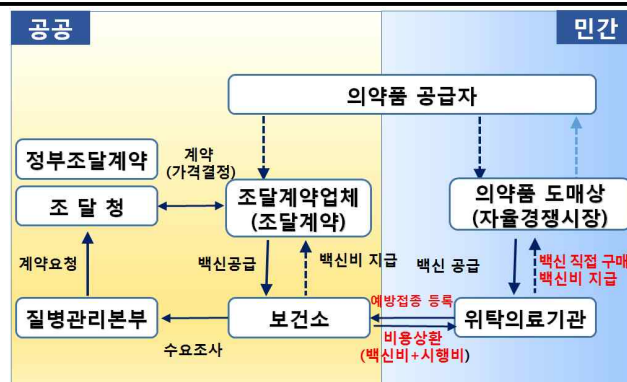 공공
민간
의약품 공급자
정부조달계약
계약
(가격결정)
조 달 청
조달계약업체
(조달계약)
의약품 도매상
(자율경쟁시장)
계약요청
백신공급
백신비 지급
백신 공급
백신 직접 구매
백신비 지급
질병관리본부
보건소
예방접종 등록
위탁의료기관
수요조사
비용상환
(백신비+시행비)